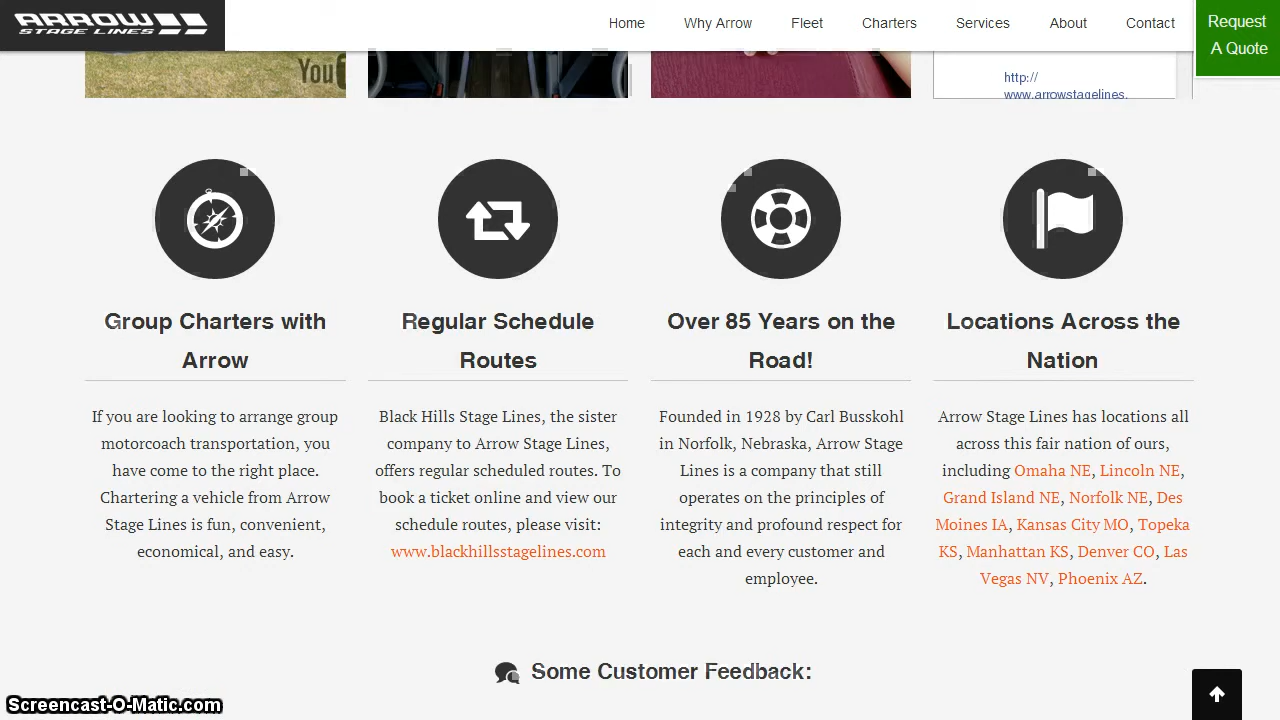 ARROW
STAGE LINES
Home
Why Arrow
Fleet
Charters
Services
About
Contact
Request
A Quote
You
http://
www.arrowstagelines.
Group Charters with
Arrow
If you are looking to arrange group
motorcoach transportation, you
have come to the right place.
Chartering a vehicle from Arrow
Stage Lines is fun, convenient,
economical, and easy.
Regular Schedule
Routes
Black Hills Stage Lines, the sister
company to Arrow Stage Lines,
offers regular scheduled routes. To
book a ticket online and view our
schedule routes, please visit:
www.blackhillsstagelines.com
Over 85 Years on the
Road!
Founded in 1928 by Carl Busskohl
in Norfolk, Nebraska, Arrow Stage
Lines is a company that still
operates on the principles of
integrity and profound respect for
each and every customer and
employee.
Locations Across the
Nation
Arrow Stage Lines has locations all
across this fair nation of ours,
including Omaha NE, Lincoln NE,
Grand Island NE, Norfolk NE, Des
Moines IA, Kansas City MO, Topeka
KS, Manhattan KS, Denver CO, Las
Vegas NV, Phoenix AZ.
Some Customer Feedback:
Screencast-O-Matic.com